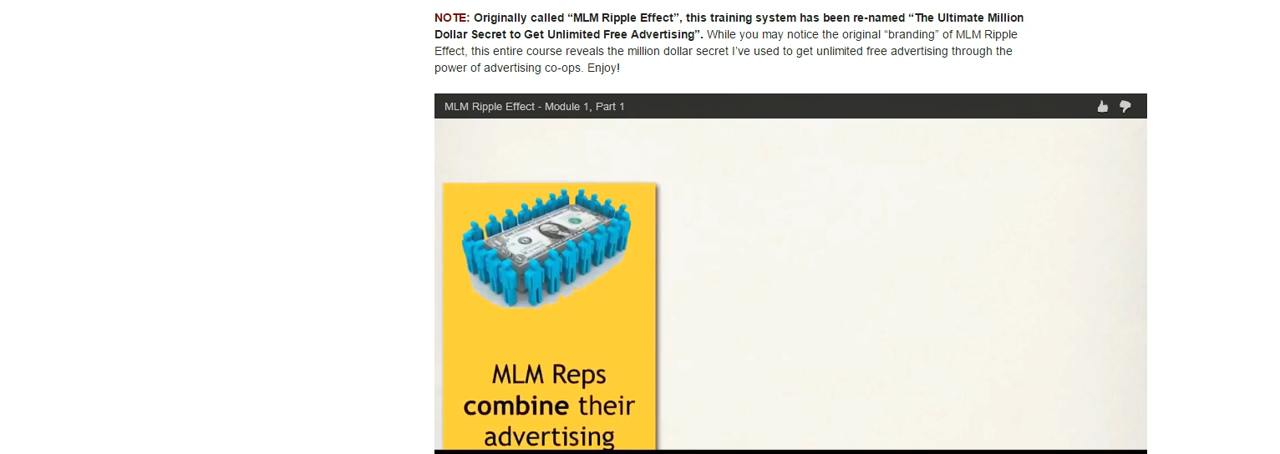 NOTE: Originally called “MLM Ripple Effect”, this training system has been re-named “The Ultimate Million
Dollar Secret to Get Unlimited Free Advertising”. While you may notice the original “branding” of MLM Ripple
Effect, this entire course reveals the million dollar secret I’ve used to get unlimited free advertising through the
power of advertising co-ops. Enjoy!
MLM Ripple Effect - Module 1, Part 1
MLM Reps
combine their
advertising